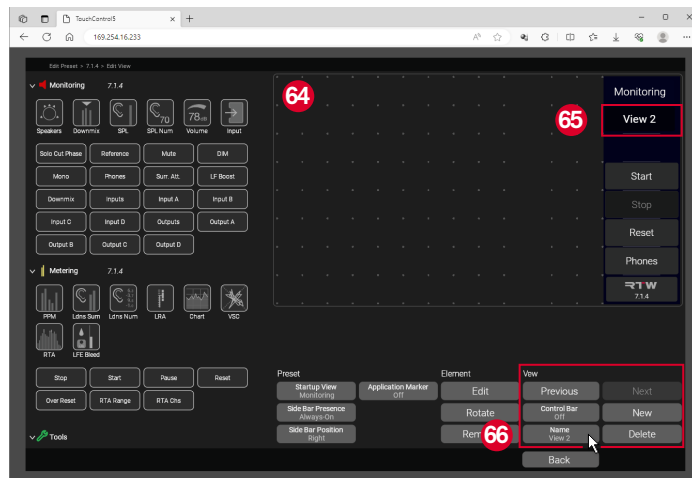 TouchControl5
169.254.16.233
Edit Preset > 7.1.4 > Edit View
Monitoring 7.1.4
70
78 dB
Speakers Downmix SPL SPL Num Volume Input
Solo Cut Phase Reference Mute DIM
Mono Phones Surr. Att. LF Boost
Downmix Inputs Input A Input B
Input C Input D Outputs Output A
Output B Output C Output D
Metering 7.1.4
PPM Ldns Sum Ldns Num LRA Chart VSC
RTA LFE Bleed
Stop Start Pause Reset
Over Reset RTA Range RTA Chs
Tools
64
65
Monitoring
View 2
Start
Stop
Reset
Phones
RTW
7.1.4
Preset Element Vew
Startup View
Monitoring
Application Marker
Off
Edit
Previous
Next
Side Bar Presence
Always-On
Rotate
Control Bar
Off
New
Side Bar Position
Right
Rem
66
Name
View 2
Delete
Back